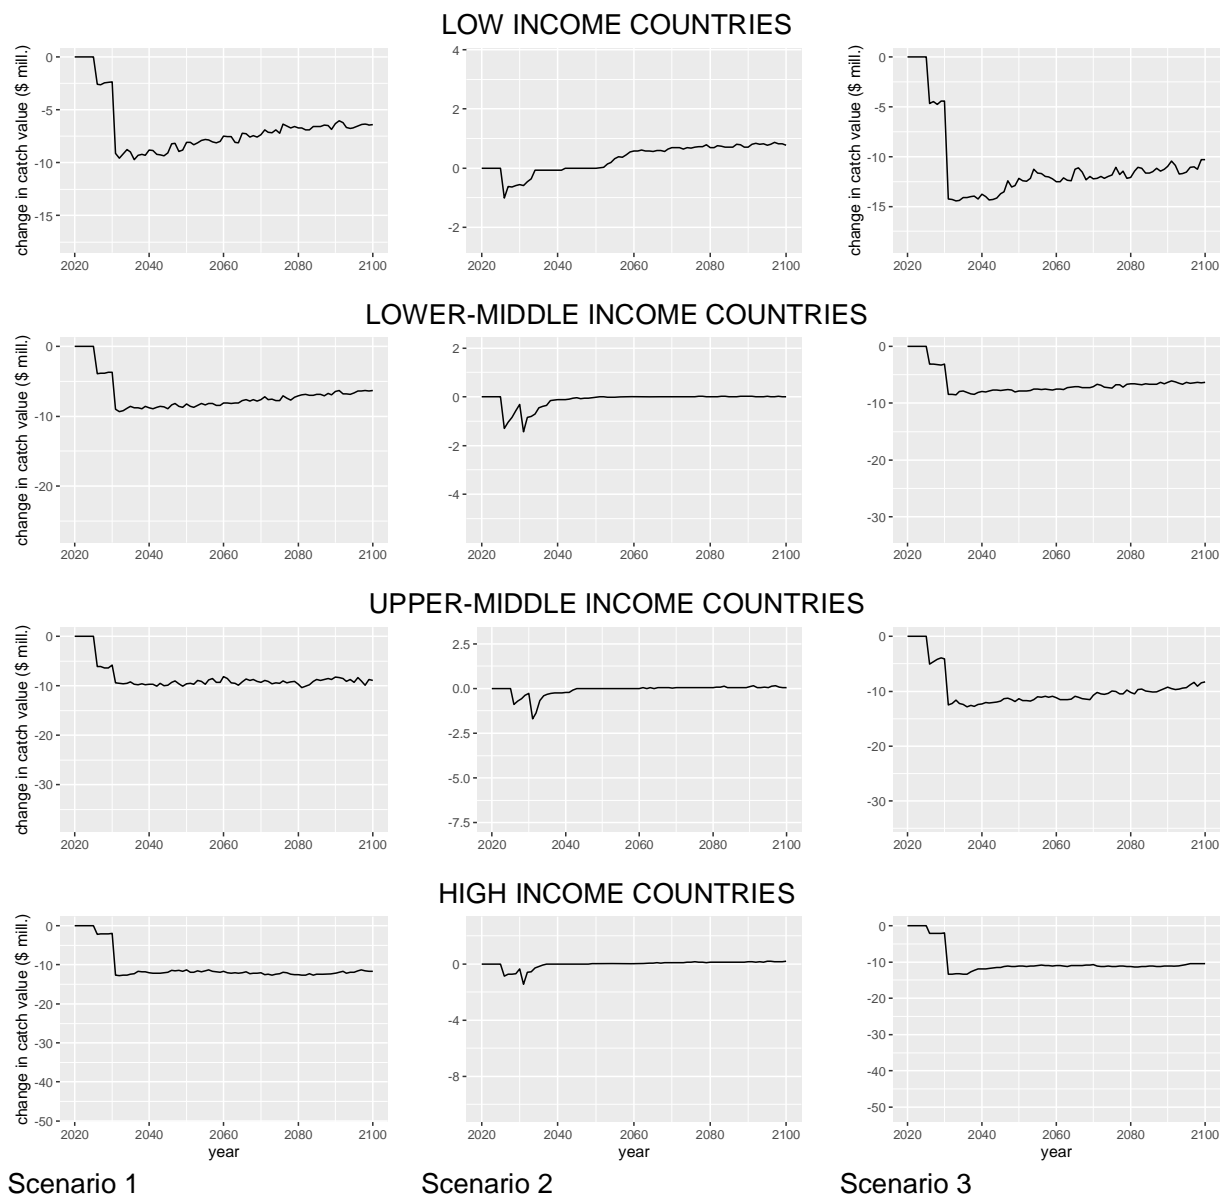 LOW INCOME COUNTRIES
change in catch value ($ mill.)
0
-5
-10
-15
2020 2040 2060 2080 2100
4
2
0
-2
2020 2040 2060 2080 2100
change in catch value ($ mill.)
0
-5
-10
-15
2020 2040 2060 2080 2100
LOWER-MIDDLE INCOME COUNTRIES
change in catch value ($ mill.)
0
-10
-20
2020 2040 2060 2080 2100
2
0
-2
-4
2020 2040 2060 2080 2100
0
-10
-20
-30
2020 2040 2060 2080 2100
UPPER-MIDDLE INCOME COUNTRIES
change in catch value ($ mill.)
0
-10
-20
-30
2020 2040 2060 2080 2100
2.5
0.0
-2.5
-5.0
-7.5
2020 2040 2060 2080 2100
0
-10
-20
-30
2020 2040 2060 2080 2100
HIGH INCOME COUNTRIES
change in catch value ($ mill.)
0
-10
-20
-30
-40
-50
2020 2040 2060 2080 2100
year
0
-4
-8
2020 2040 2060 2080 2100
year
0
-10
-20
-30
-40
-50
2020 2040 2060 2080 2100
year
Scenario 1
Scenario 2
Scenario 3